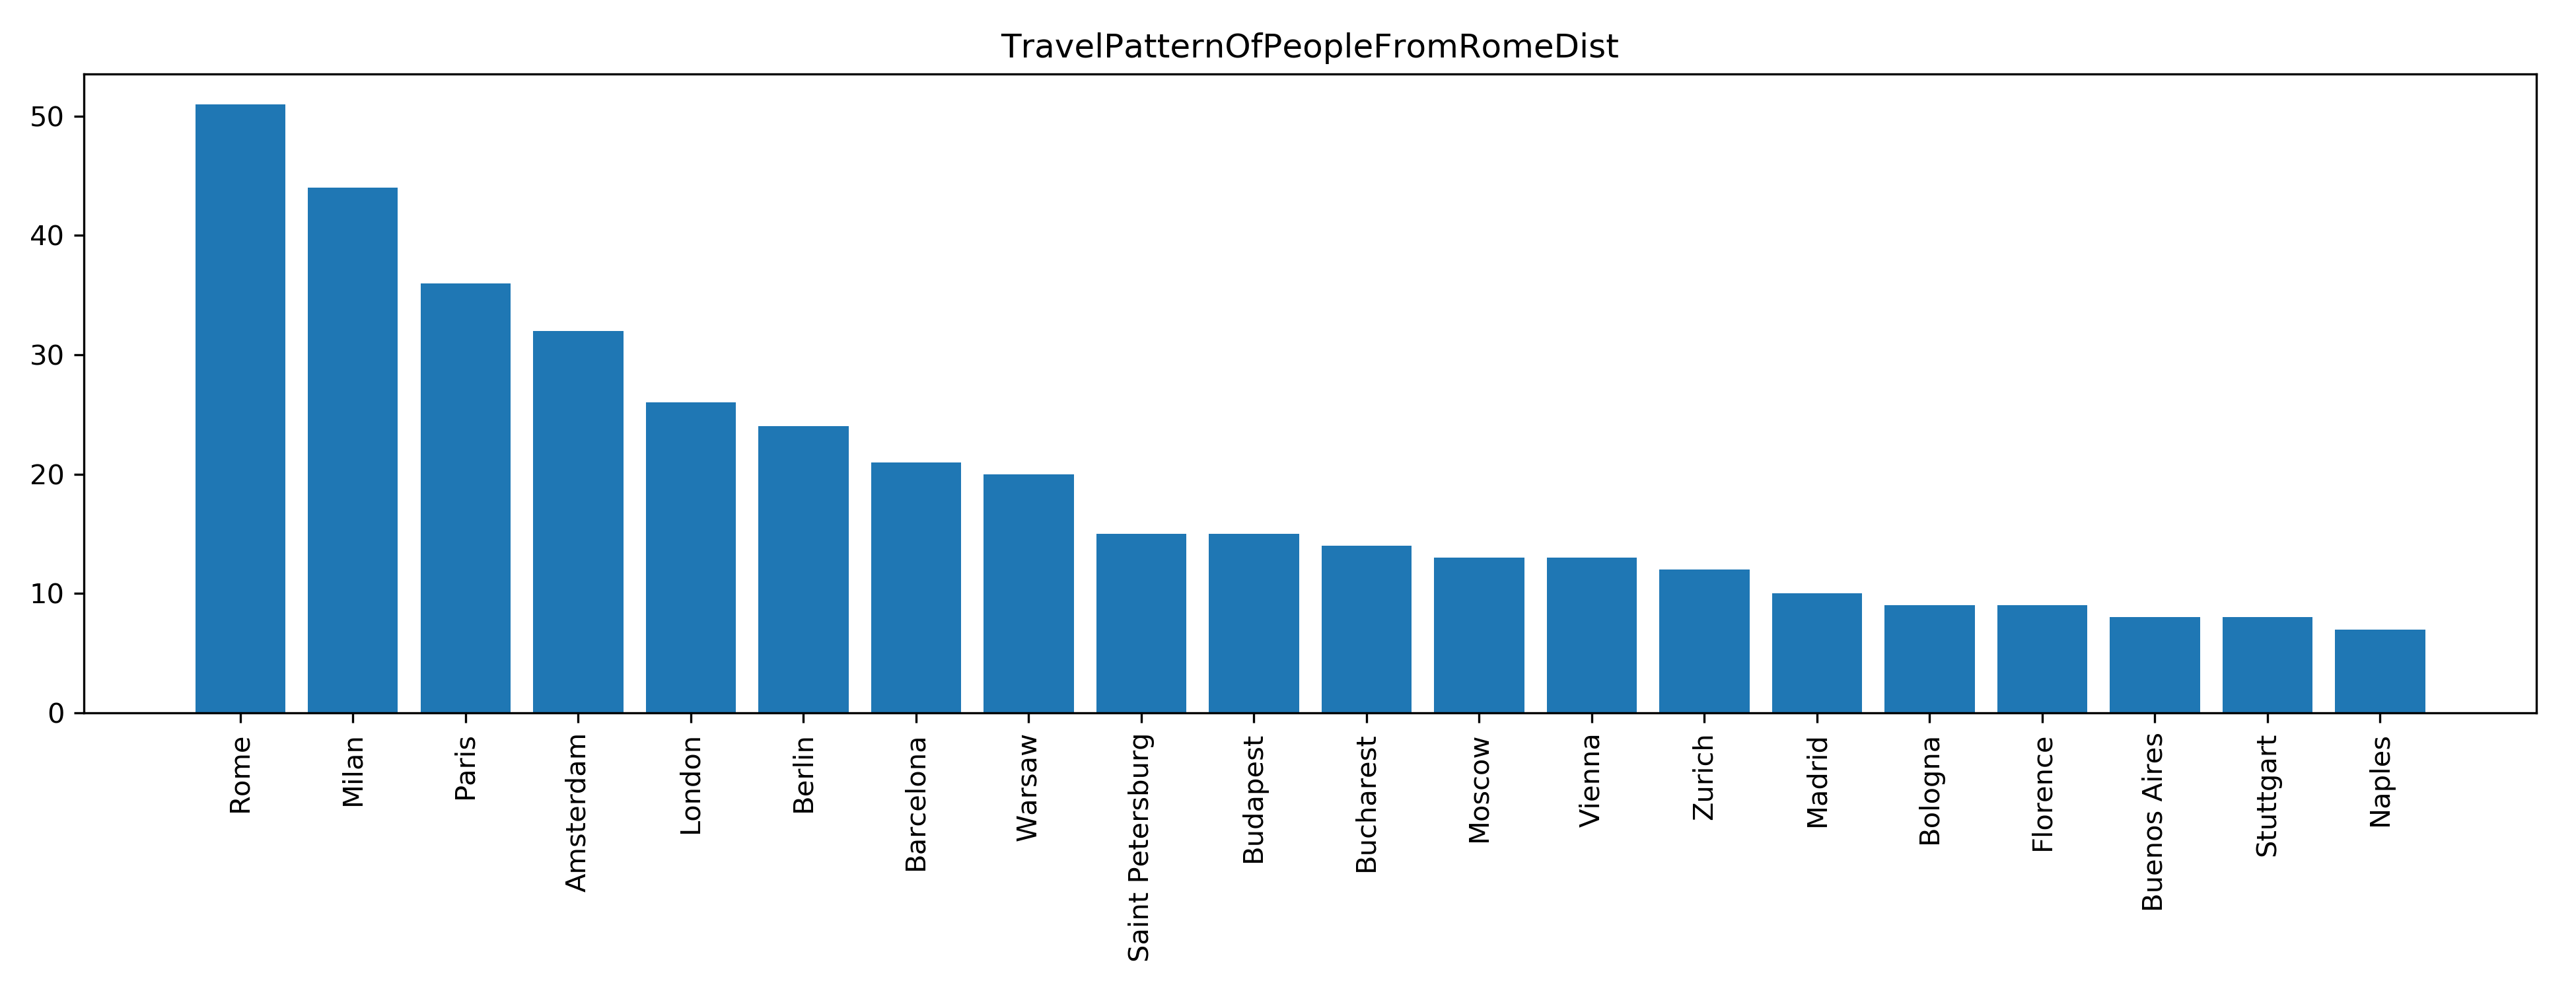 TravelPatternOfPeopleFromRomeDist
50
40
30
20
10
0
Rome
Milan
Paris
Amsterdam
London
Berlin
Barcelona
Warsaw
Saint Petersburg
Budapest
Bucharest
Moscow
Vienna
Zurich
Madrid
Bologna
Florence
Buenos Aires
Stuttgart
Naples